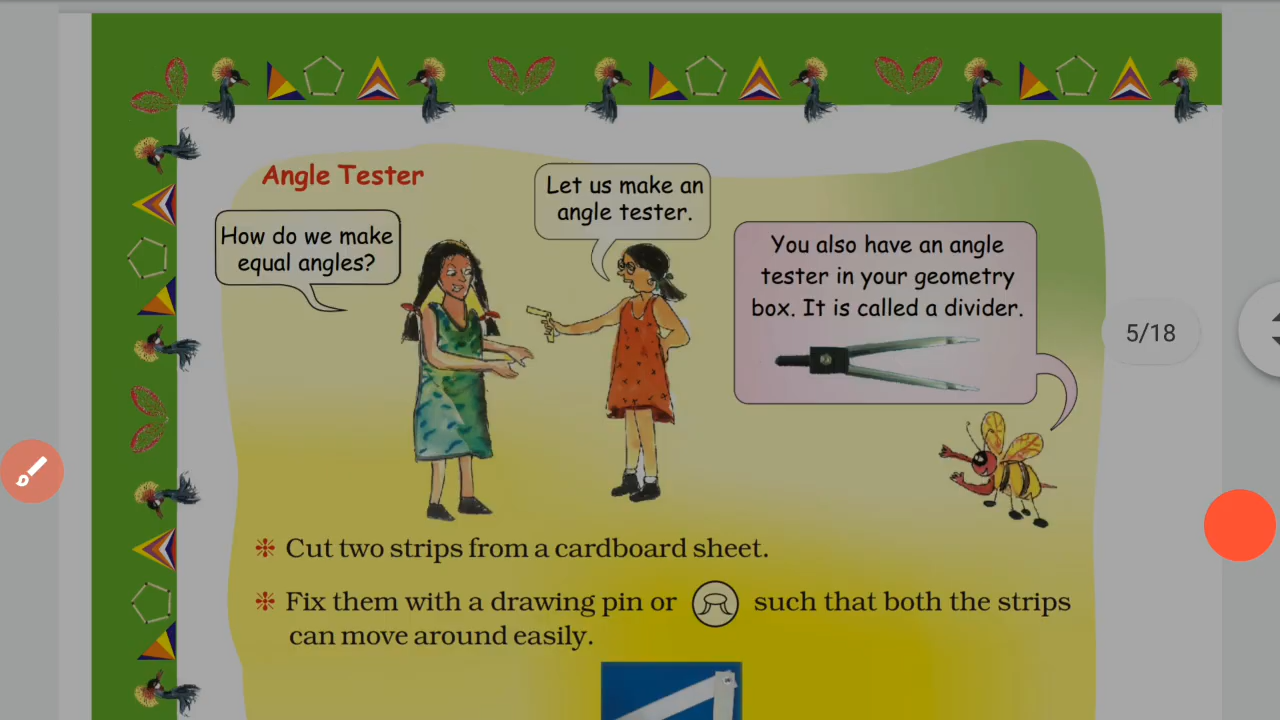 Angle Tester
How do we make
equal angles?
Let us make an
angle tester.
You also have an angle
tester in your geometry
box. It is called a divider.
5/18
Cut two strips from a cardboard sheet.
Fix them with a drawing pin or such that both the strips
can move around easily.